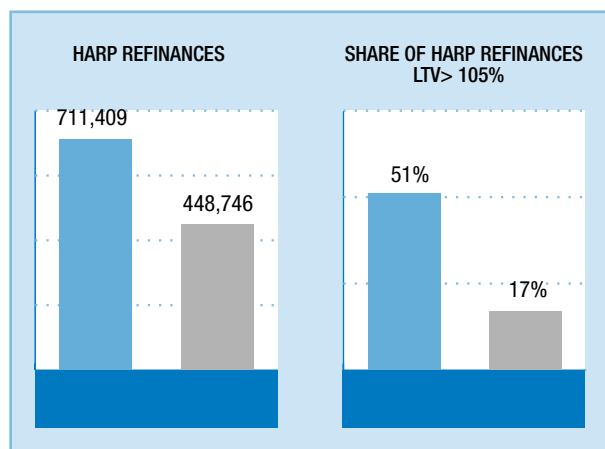 HARP REFINANCES
711,409
448,746
SHARE OF HARP REFINANCES
LTV> 105%
51%
17%